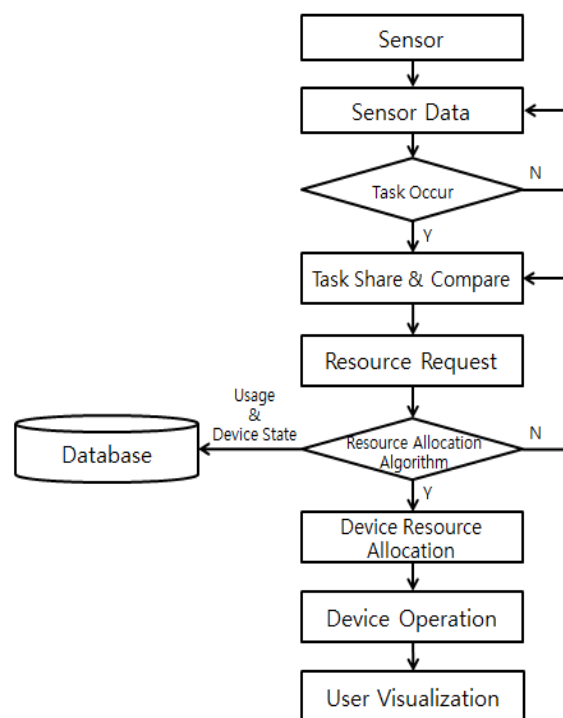 Sensor
Sensor Data
Task Occur
N
Y
Task Share & Compare
Resource Request
Usage
&
Device State
Database
Resource Allocation
Algorithm
N
Y
Device Resource
Allocation
Device Operation
User Visualization